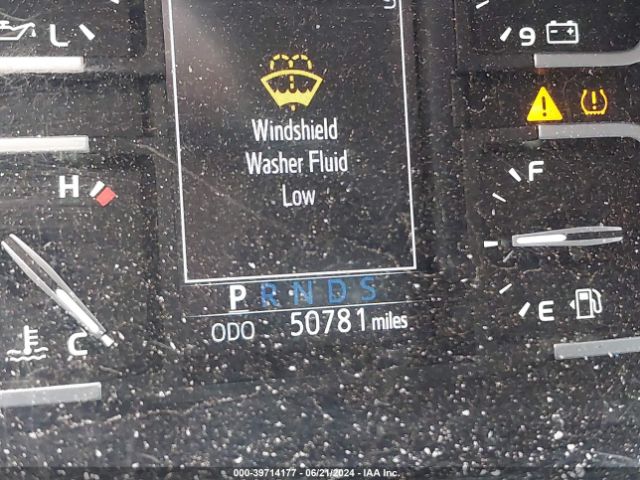 L
9
Windshield
Washer Fluid
Low
H
F
P R N D S
E
C
ODO 50781 miles
000-39714177 - 06/21/2024 - IAA Inc.